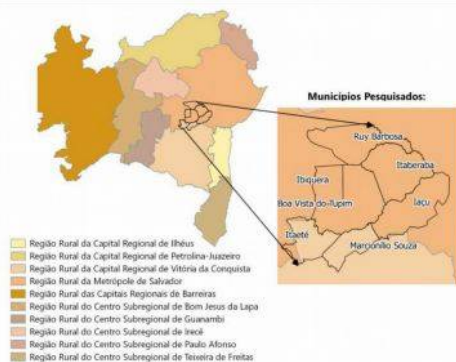 Municípios Pesquisados:
Ruy Barbosa
Itaberaba
Ibiquera
Boa Vista do Tupim
Iaçu
Itaeté
Marcionílio Souza
Região Rural da Capital Regional de Ilhéus
Região Rural da Capital Regional de Petrolina-Juazeiro
Região Rural da Capital Regional de Vitória da Conquista
Região Rural da Metrópole de Salvador
Região Rural das Capitais Regionais de Barreiras
Região Rural do Centro Subregional de Bom Jesus da Lapa
Região Rural do Centro Subregional de Guanambi
Região Rural do Centro Subregional de Irecê
Região Rural do Centro Subregional de Paulo Afonso
Região Rural do Centro Subregional de Teixeira de Freitas